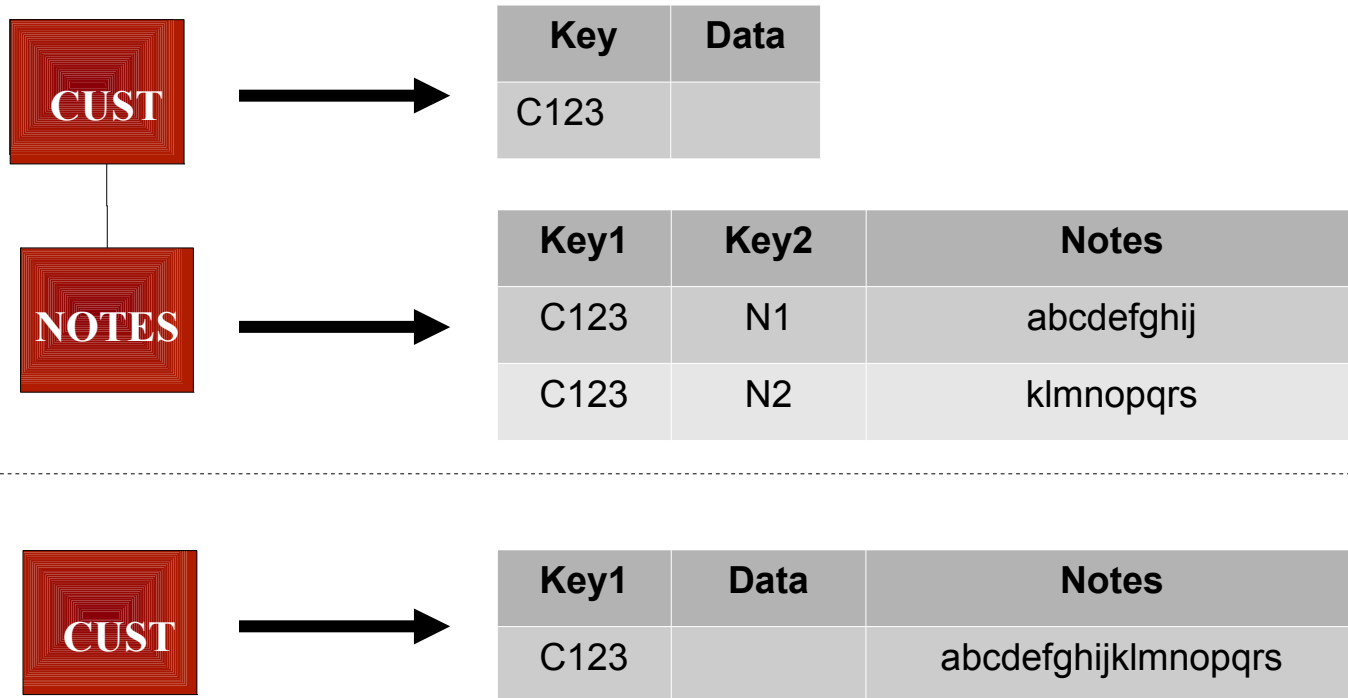 CUST
Key Data
C123
NOTES
Key1 Key2 Notes
C123 N1 abcdefghij
C123 N2 klmnopqrs
CUST
Key1 Data Notes
C123 abcdefghijklmnopqrs